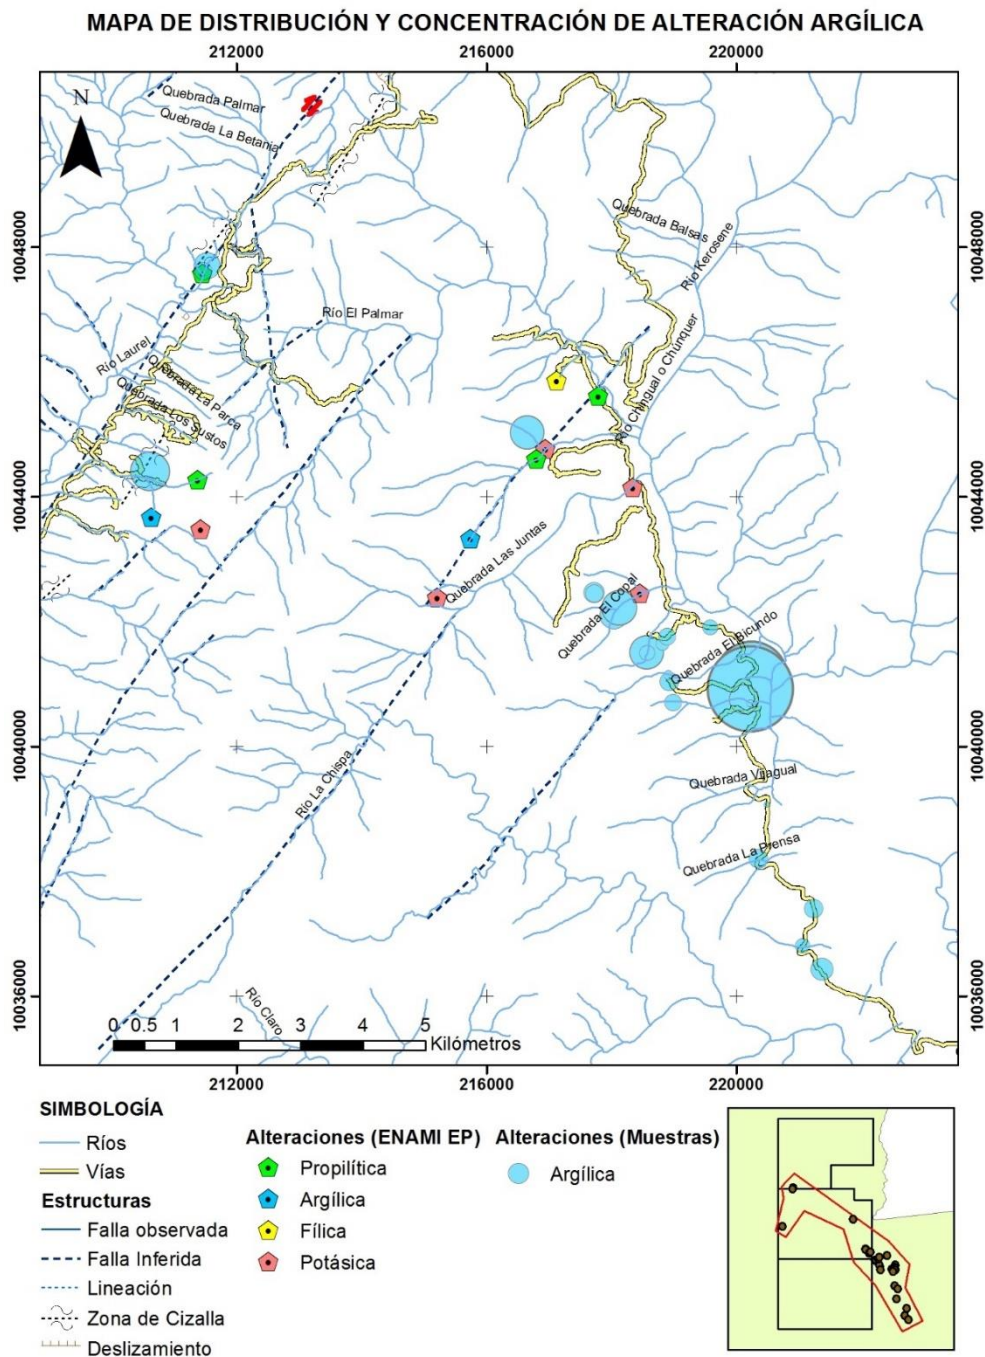 MAPA DE DISTRIBUCIÓN Y CONCENTRACIÓN DE ALTERACIÓN ARGÍLICA
212000 216000 220000
N
Quebrada Palmar
Quebrada La Betania
Quebrada Balsas
Río Kerosene
10048000 10048000
Río El Palmar
Río Laurel
Quebrada La Parca
Quebrada Los Sustos
Río Chingual o Chunquer
10044000 10044000
Quebrada Las Juntas
Quebrada El Copal
Quebrada El Bicundo
10040000 10040000
Río La Chispa
Quebrada Vijagual
Quebrada La Prensa
10036000 10036000
Río Claro
0 0.5 1 2 3 4 5
Kilómetros
212000 216000 220000
SIMBOLOGÍA
Ríos
Vías
Estructuras
Falla observada
Falla Inferida
Lineación
Zona de Cizalla
Deslizamiento
Alteraciones (ENAMI EP)
Propilítica
Argílica
Fílica
Potásica
Alteraciones (Muestras)
Argílica